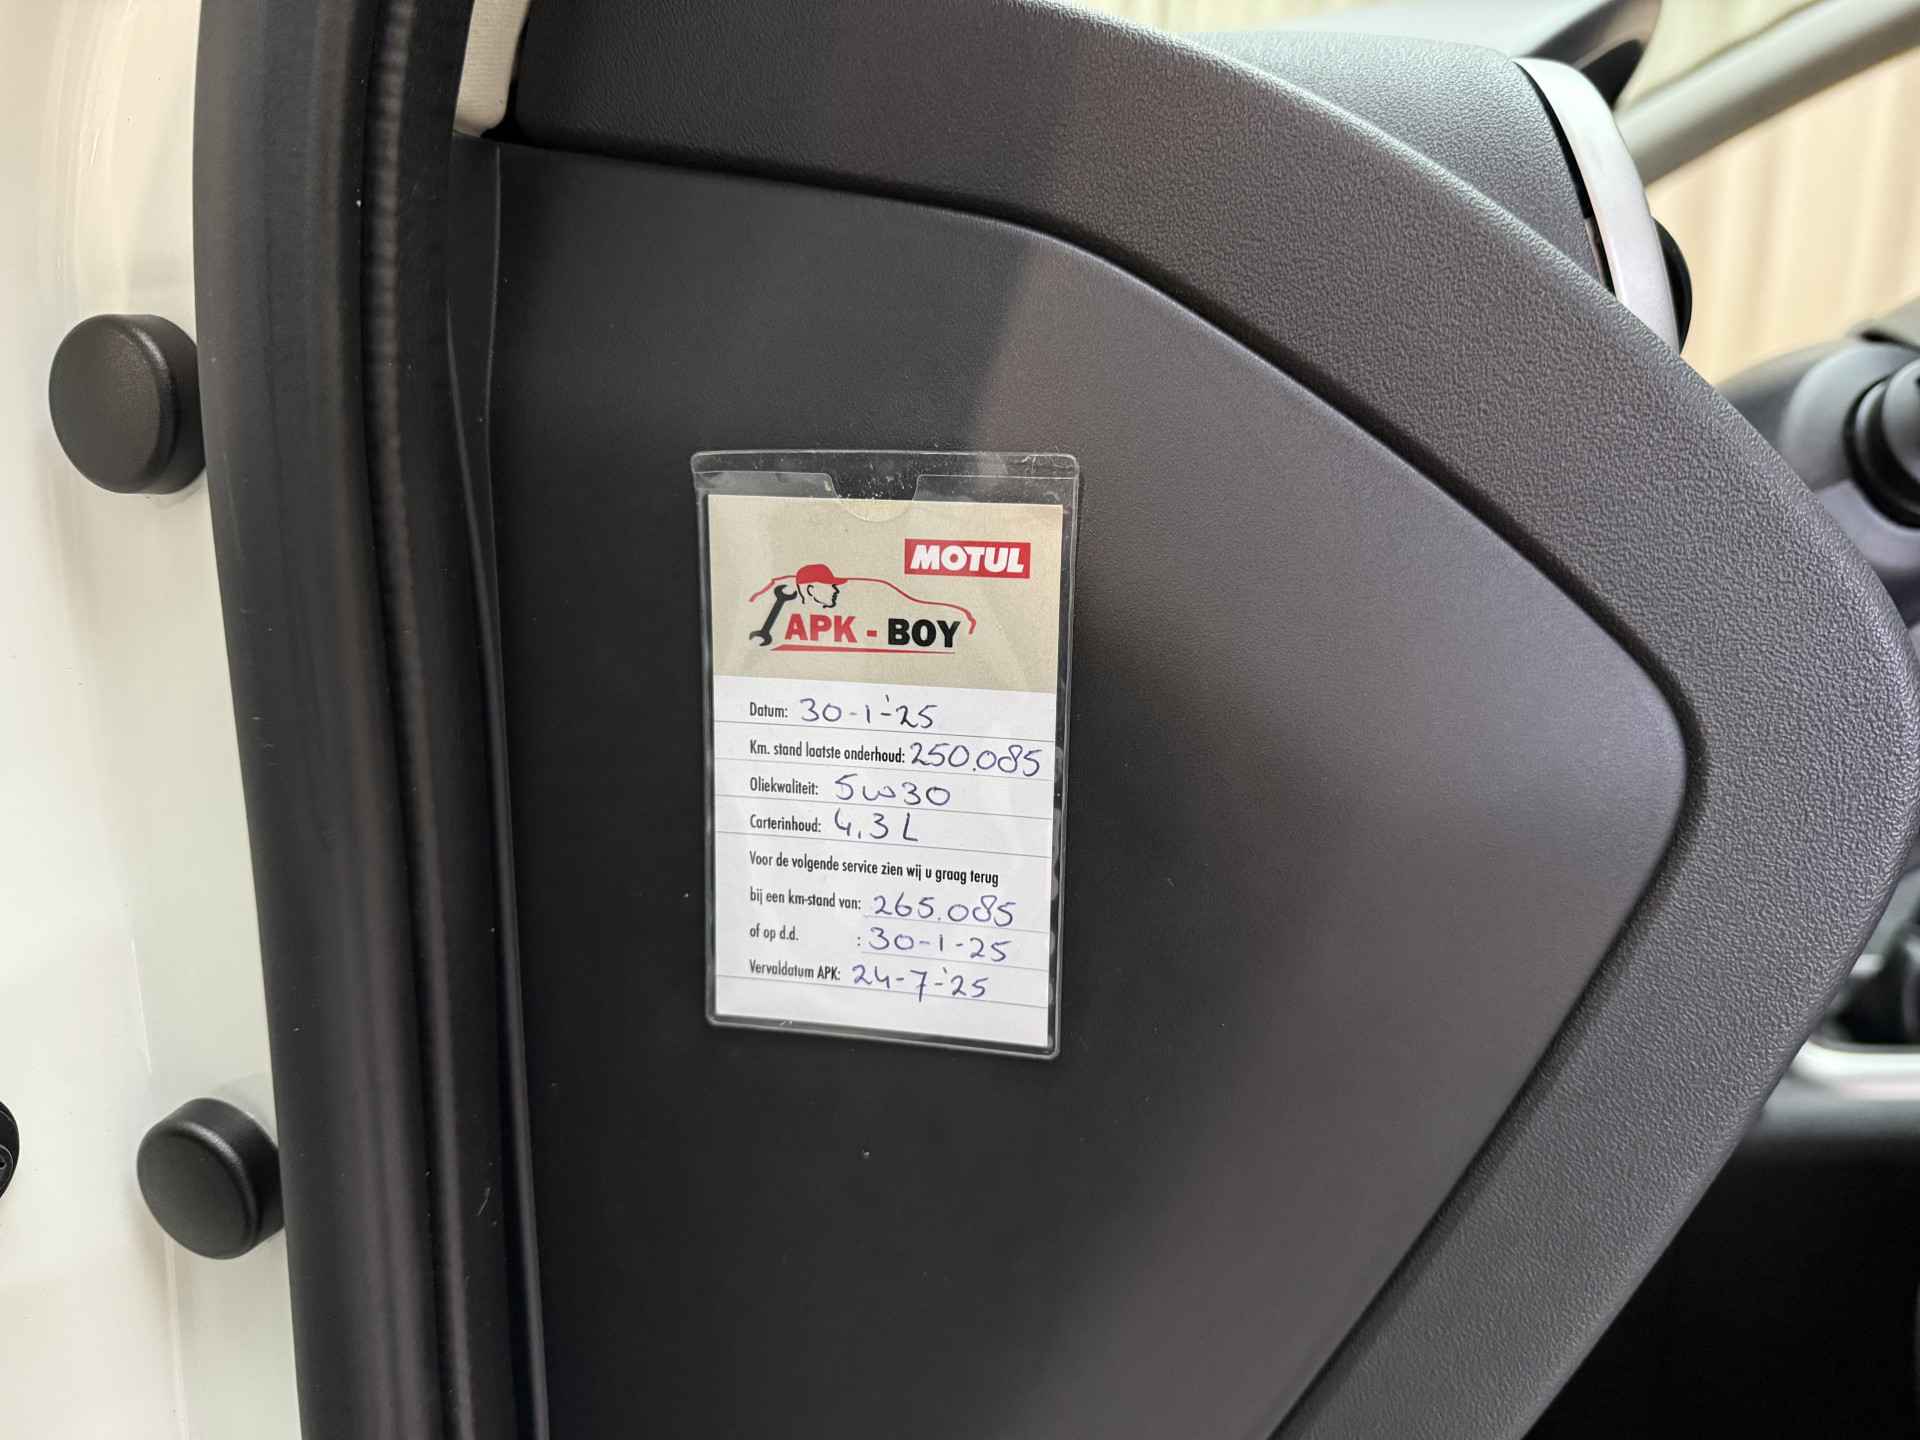 MOTUL
APK - BOY
Datum: 30-1-'25
Km. stand laatste onderhoud: 250.085
Oliekwaliteit: 5w30
Carterinhoud: 4.3 L
Voor de volgende service zien wij u graag terug
bij een km-stand van: 265.085
of op d.d. : 30-1-25
Vervaldatum APK: 24-7-'25